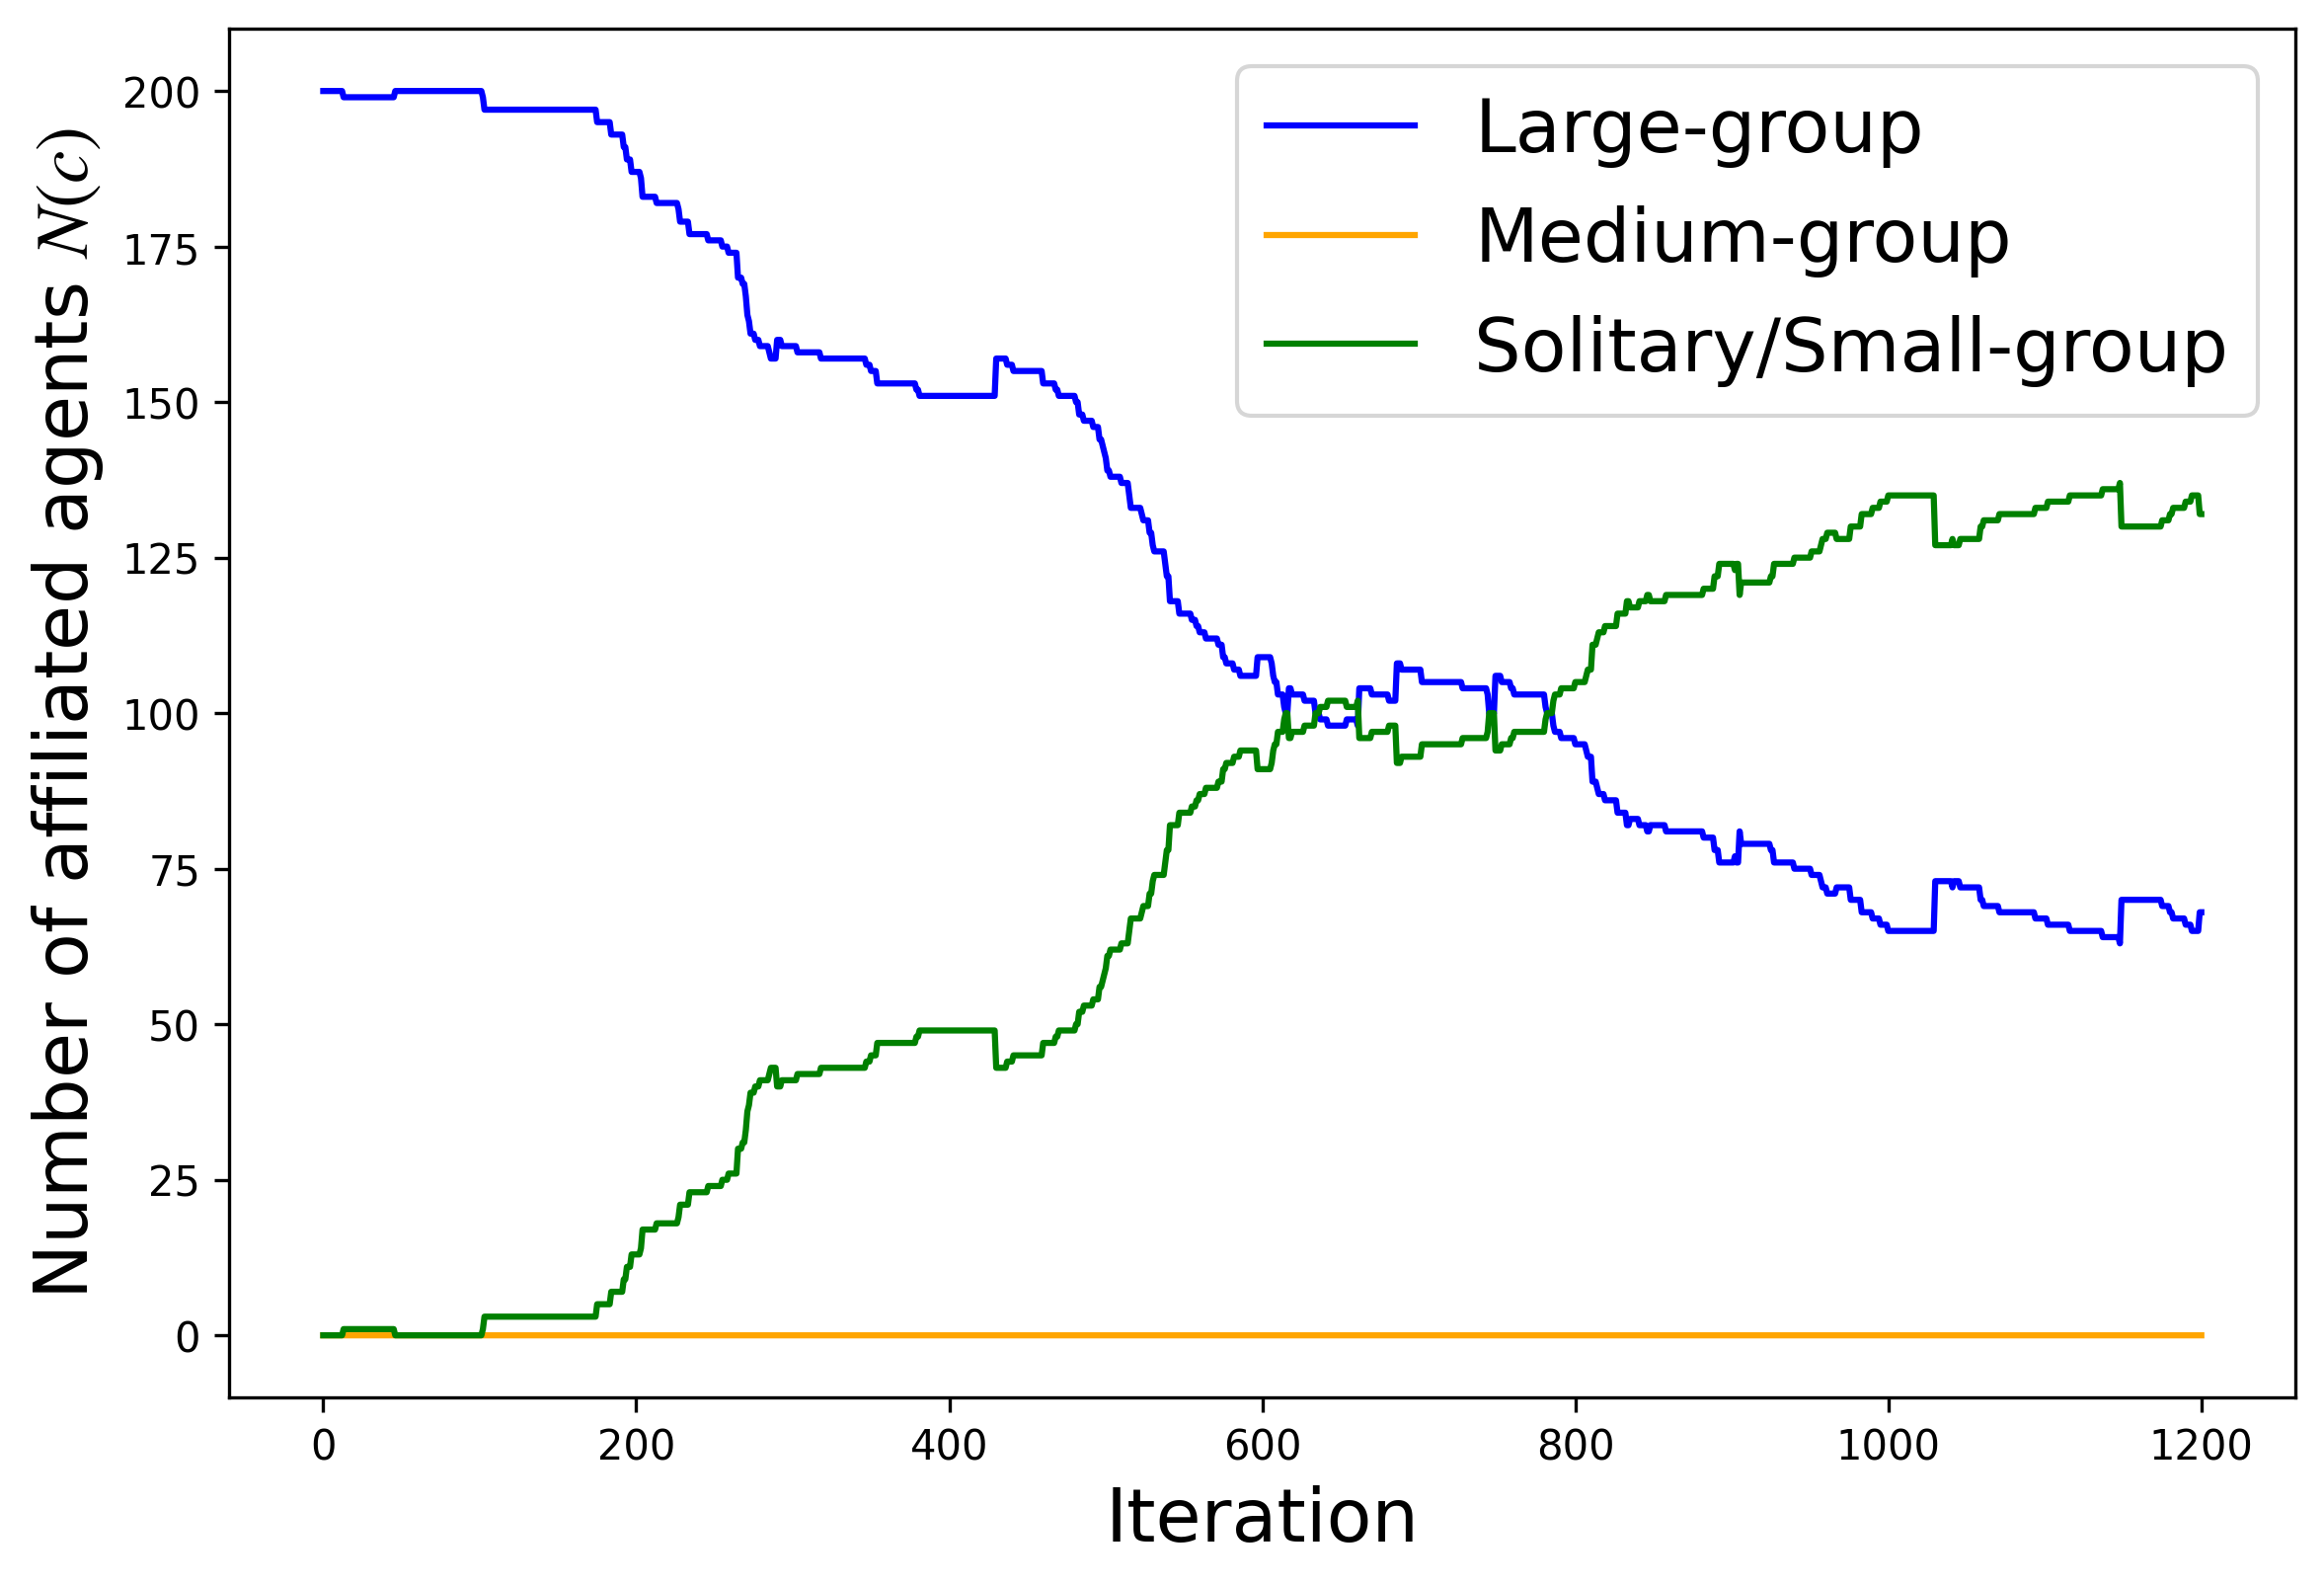 Number of affiliated agents N(c)
200
175
150
125
100
75
50
25
0
Large-group
Medium-group
Solitary/Small-group
0 200 400 600 800 1000 1200
Iteration